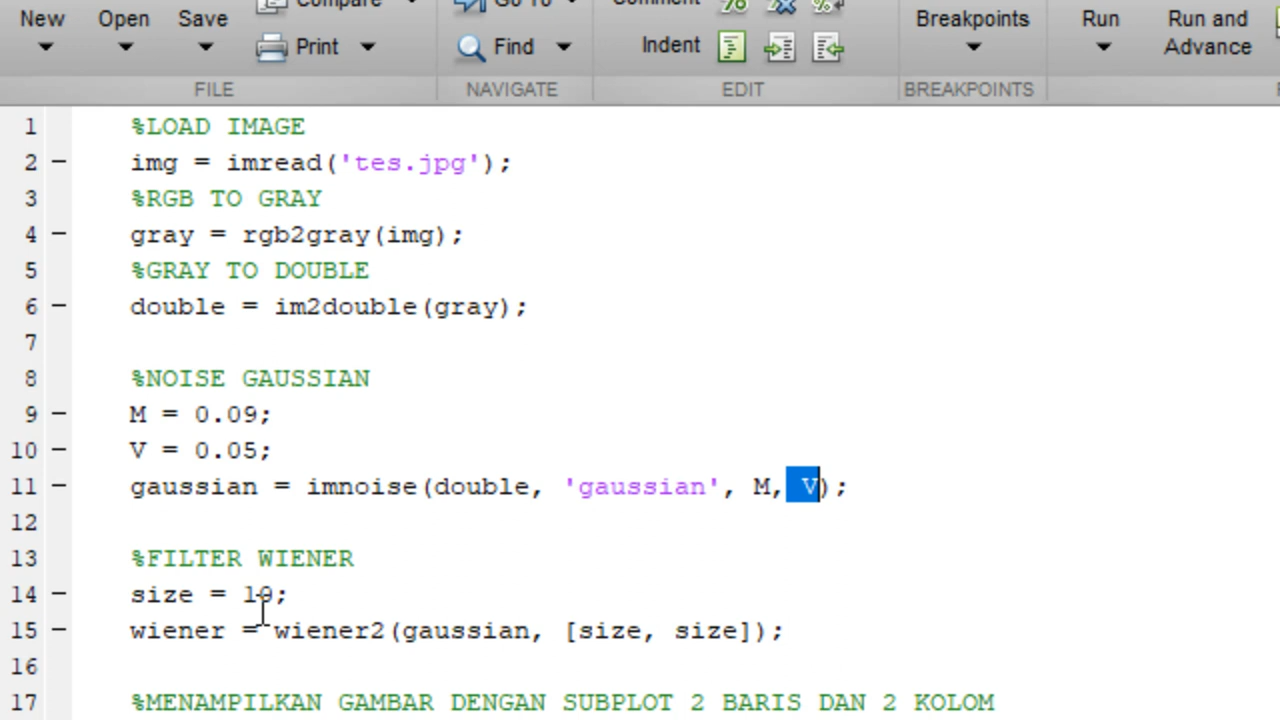 New Open Save Compare Go To Comment Breakpoints Run Run and
Print Find Indent Advance
FILE NAVIGATE EDIT BREAKPOINTS
1 %LOAD IMAGE
2 – img = imread('tes.jpg');
3 %RGB TO GRAY
4 – gray = rgb2gray(img);
5 %GRAY TO DOUBLE
6 – double = im2double(gray);
7
8 %NOISE GAUSSIAN
9 – M = 0.09;
10 – V = 0.05;
11 – gaussian = imnoise(double, 'gaussian', M, V);
12
13 %FILTER WIENER
14 – size = 10;
15 – wiener = wiener2(gaussian, [size, size]);
16
17 %MENAMPILKAN GAMBAR DENGAN SUBPLOT 2 BARIS DAN 2 KOLOM